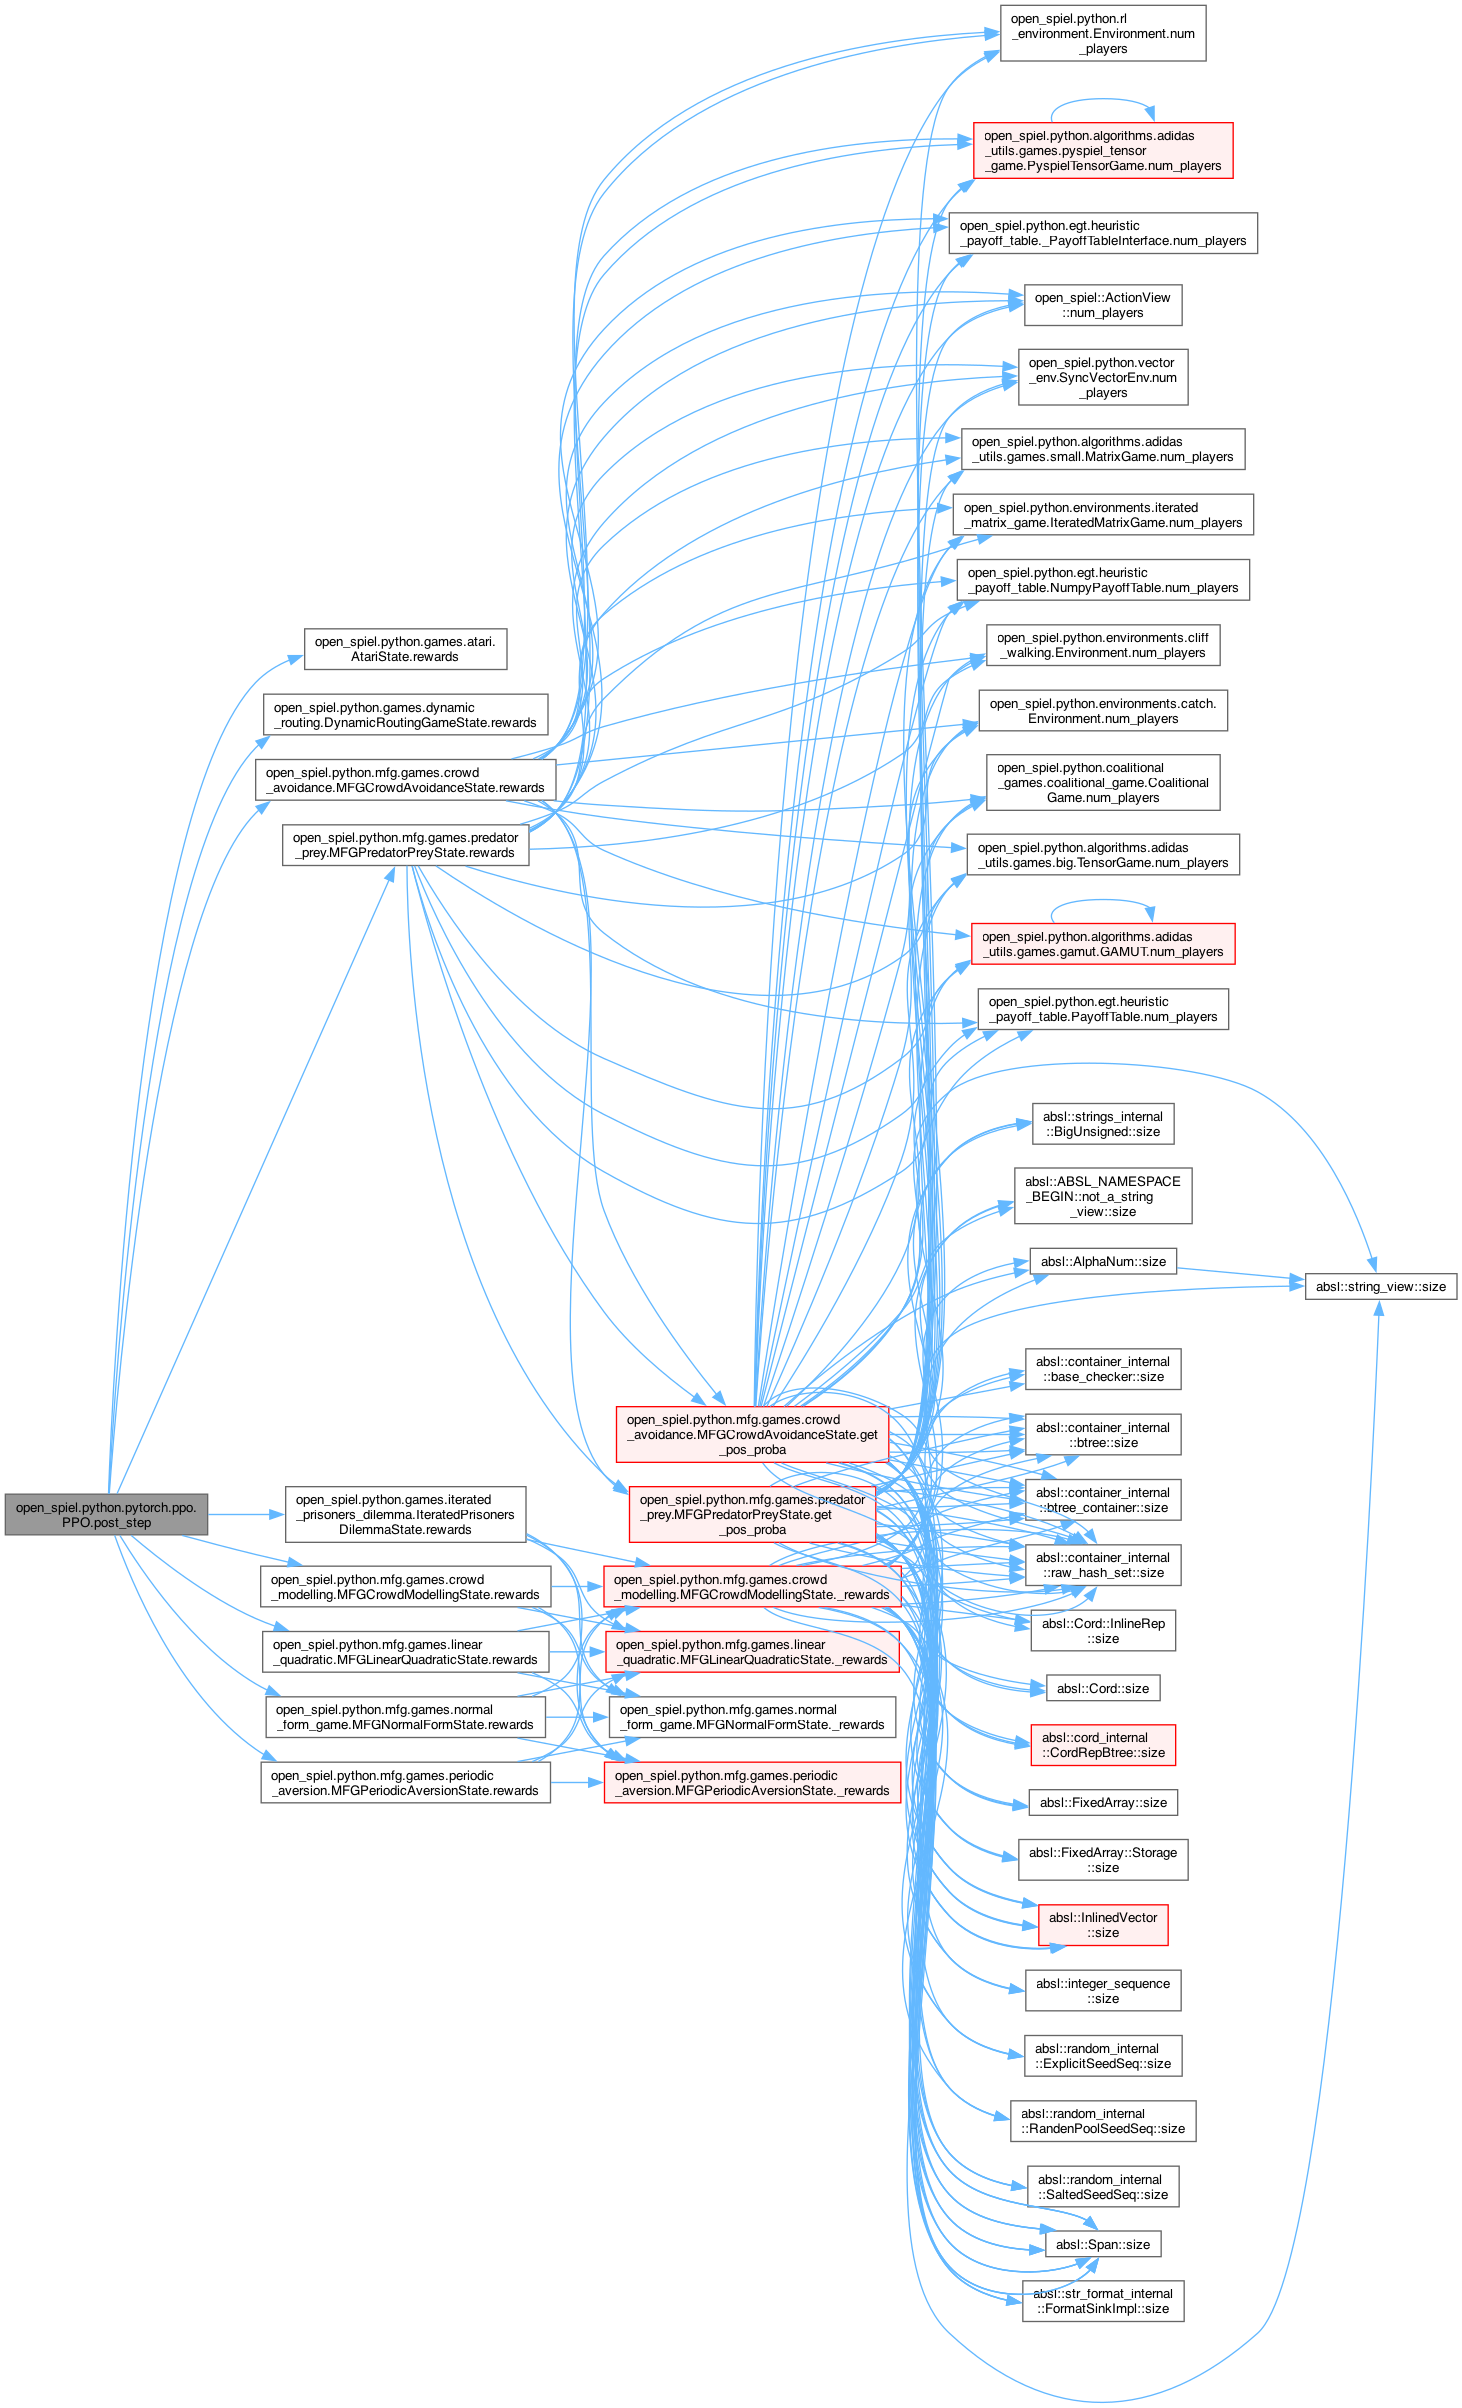 open_spiel.python.rl
_environment.Environment.num
_players
open_spiel.python.algorithms.adidas
_utils.games.pyspiel_tensor
_game.PyspielTensorGame.num_players
open_spiel.python.egt.heuristic
_payoff_table._PayoffTableInterface.num_players
open_spiel::ActionView
::num_players
open_spiel.python.vector
_env.SyncVectorEnv.num
_players
open_spiel.python.algorithms.adidas
_utils.games.small.MatrixGame.num_players
open_spiel.python.environments.iterated
_matrix_game.IteratedMatrixGame.num_players
open_spiel.python.egt.heuristic
_payoff_table.NumpyPayoffTable.num_players
open_spiel.python.environments.cliff
_walking.Environment.num_players
open_spiel.python.games.atari.
AtariState.rewards
open_spiel.python.environments.catch.
Environment.num_players
open_spiel.python.games.dynamic
_routing.DynamicRoutingGameState.rewards
open_spiel.python.coalitional
_games.coalitional_game.Coalitional
Game.num_players
open_spiel.python.mfg.games.crowd
_avoidance.MFGCrowdAvoidanceState.rewards
open_spiel.python.mfg.games.predator
_prey.MFGPredatorPreyState.rewards
open_spiel.python.algorithms.adidas
_utils.games.big.TensorGame.num_players
open_spiel.python.algorithms.adidas
_utils.games.gamut.GAMUT.num_players
open_spiel.python.egt.heuristic
_payoff_table.PayoffTable.num_players
absl::strings_internal
::BigUnsigned::size
absl::ABSL_NAMESPACE
_BEGIN::not_a_string
_view::size
absl::AlphaNum::size
absl::string_view::size
absl::container_internal
::base_checker::size
open_spiel.python.mfg.games.crowd
_avoidance.MFGCrowdAvoidanceState.get
_pos_proba
absl::container_internal
::btree::size
open_spiel.python.pytorch.ppo.
PPO.post_step
open_spiel.python.games.iterated
_prisoners_dilemma.IteratedPrisoners
DilemmaState.rewards
open_spiel.python.mfg.games.predator
_prey.MFGPredatorPreyState.get
_pos_proba
absl::container_internal
::btree_container::size
absl::container_internal
::raw_hash_set::size
open_spiel.python.mfg.games.crowd
_modelling.MFGCrowdModellingState.rewards
open_spiel.python.mfg.games.crowd
_modelling.MFGCrowdModellingState._rewards
absl::Cord::InlineRep
::size
open_spiel.python.mfg.games.linear
_quadratic.MFGLinearQuadraticState.rewards
open_spiel.python.mfg.games.linear
_quadratic.MFGLinearQuadraticState._rewards
absl::Cord::size
open_spiel.python.mfg.games.normal
_form_game.MFGNormalFormState.rewards
open_spiel.python.mfg.games.normal
_form_game.MFGNormalFormState._rewards
absl::cord_internal
::CordRepBtree::size
open_spiel.python.mfg.games.periodic
_aversion.MFGPeriodicAversionState.rewards
open_spiel.python.mfg.games.periodic
_aversion.MFGPeriodicAversionState._rewards
absl::FixedArray::size
absl::FixedArray::Storage
::size
absl::InlinedVector
::size
absl::integer_sequence
::size
absl::random_internal
::ExplicitSeedSeq::size
absl::random_internal
::RandenPoolSeedSeq::size
absl::random_internal
::SaltedSeedSeq::size
absl::Span::size
absl::str_format_internal
::FormatSinkImpl::size